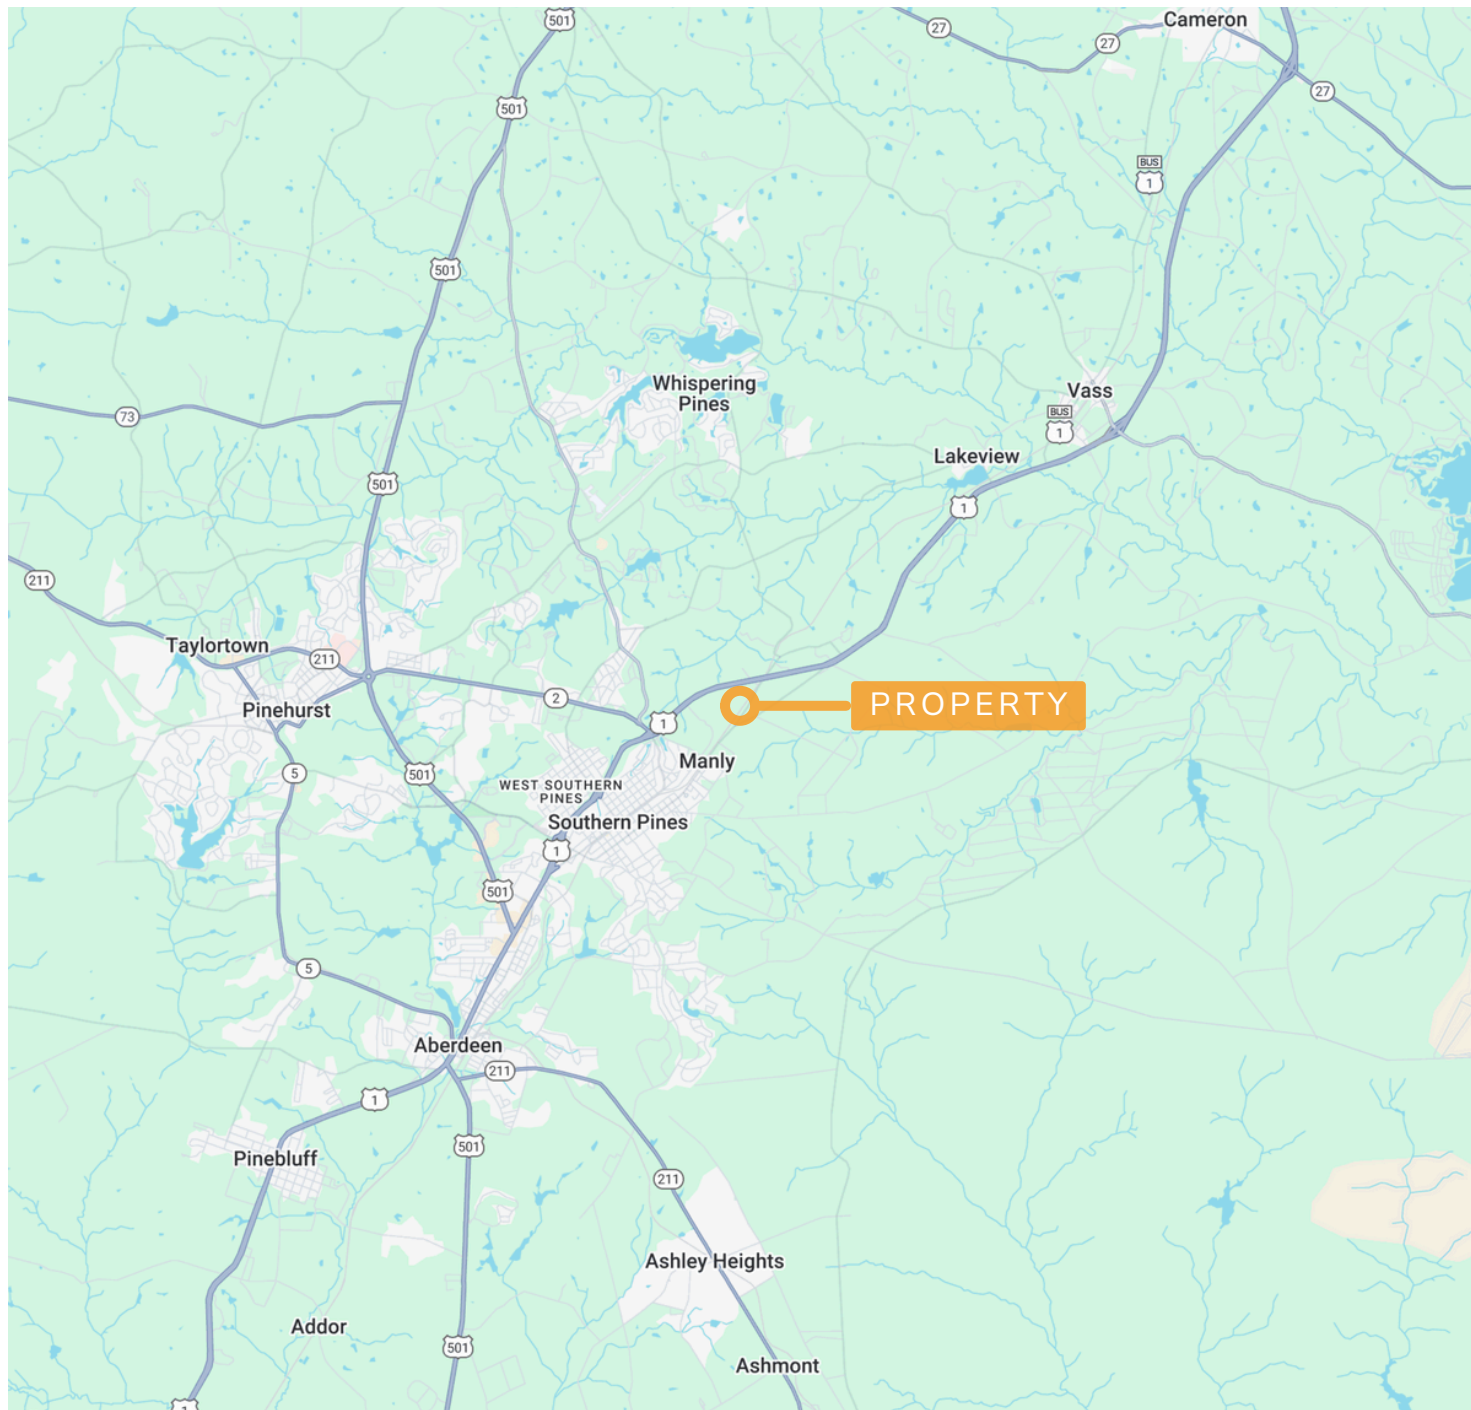 501
27
Cameron
27
27
501
BUS
1
501
Whispering
Pines
Vass
73
BUS
1
Lakeview
501
1
211
Taylortown
211
2
Pinehurst
PROPERTY
1
Manly
5
501
WEST SOUTHERN
PINES
Southern Pines
1
501
5
Aberdeen
211
1
501
Pinebluff
211
Ashley Heights
Addor
501
Ashmont
1